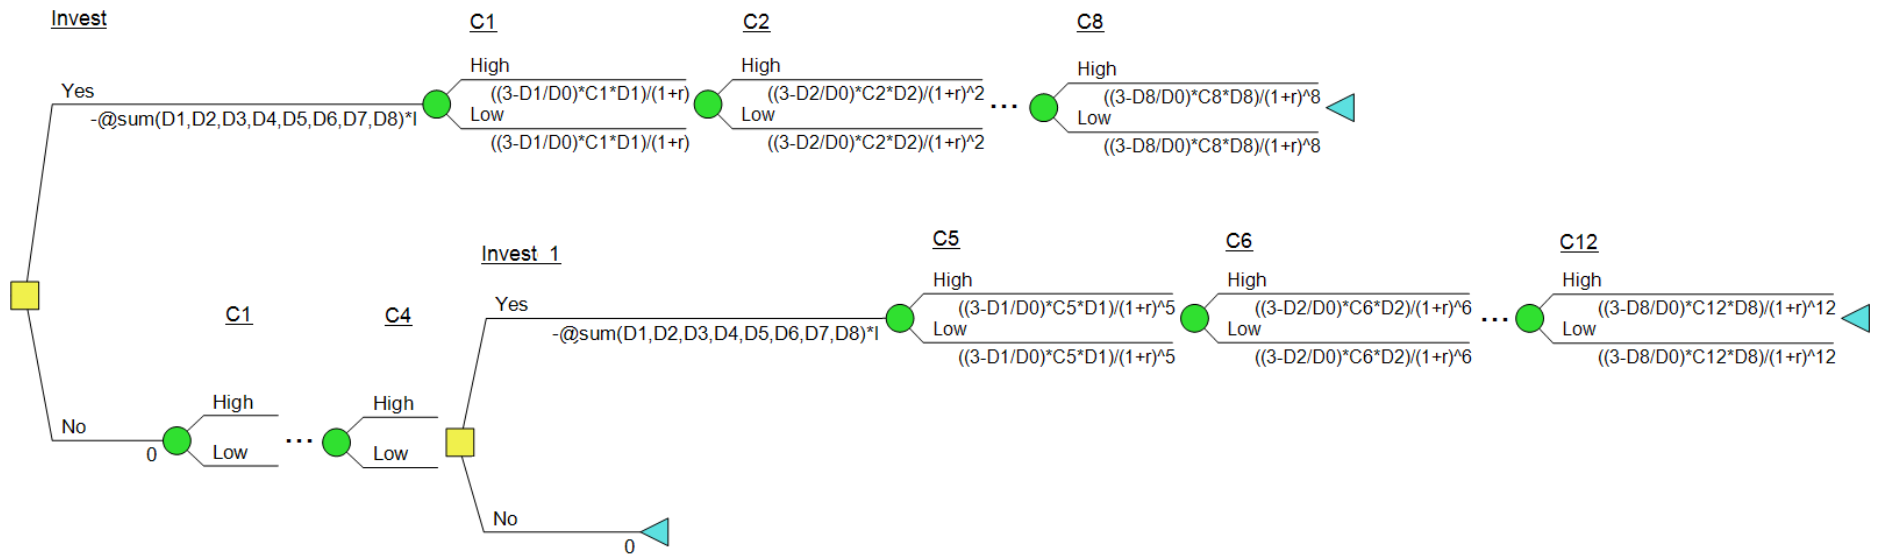 Invest
C1
C2
C8
High
High
High
Yes
((3-D1/D0)*C1*D1)/(1+r)
((3-D2/D0)*C2*D2)/(1+r)^2
...
((3-D8/D0)*C8*D8)/(1+r)^8
-@sum(D1,D2,D3,D4,D5,D6,D7,D8)*I
Low
Low
Low
((3-D1/D0)*C1*D1)/(1+r)
((3-D2/D0)*C2*D2)/(1+r)^2
((3-D8/D0)*C8*D8)/(1+r)^8
Invest 1
C5
C6
C12
High
High
High
Yes
((3-D1/D0)*C5*D1)/(1+r)^5
((3-D2/D0)*C6*D2)/(1+r)^6
...
((3-D8/D0)*C12*D8)/(1+r)^12
-@sum(D1,D2,D3,D4,D5,D6,D7,D8)*I
Low
Low
Low
((3-D1/D0)*C5*D1)/(1+r)^5
((3-D2/D0)*C6*D2)/(1+r)^6
((3-D8/D0)*C12*D8)/(1+r)^12
C1
C4
High
High
No
...
0
Low
Low
No
0